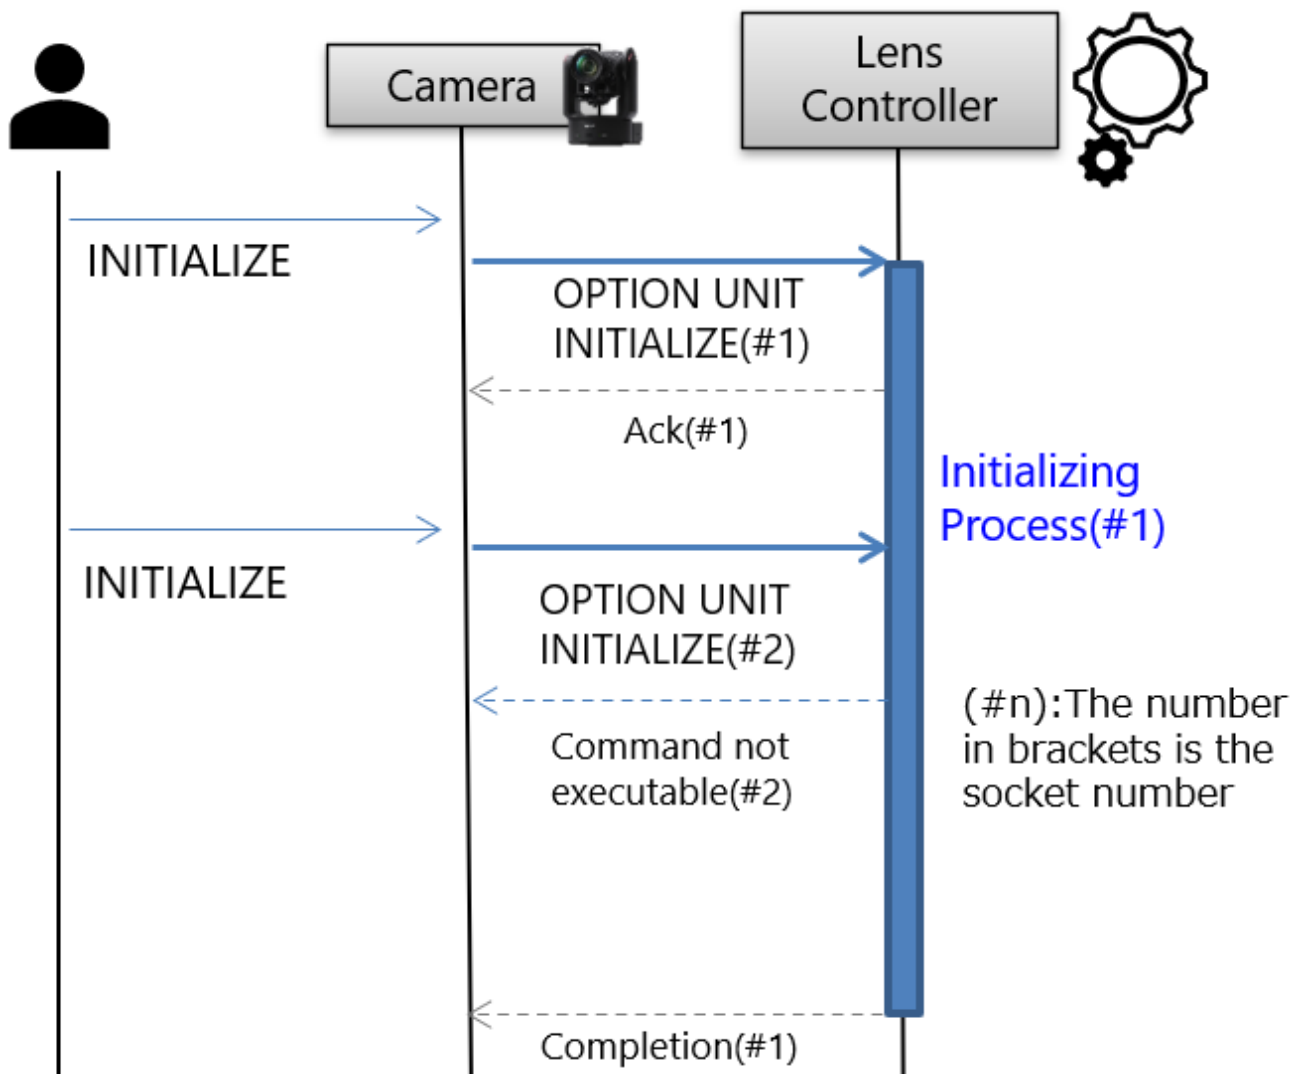 Camera
Lens
Controller
INITIALIZE
OPTION UNIT
INITIALIZE(#1)
Ack(#1)
Initializing
Process(#1)
INITIALIZE
OPTION UNIT
INITIALIZE(#2)
(#n):The number
in brackets is the
socket number
Command not
executable(#2)
Completion(#1)